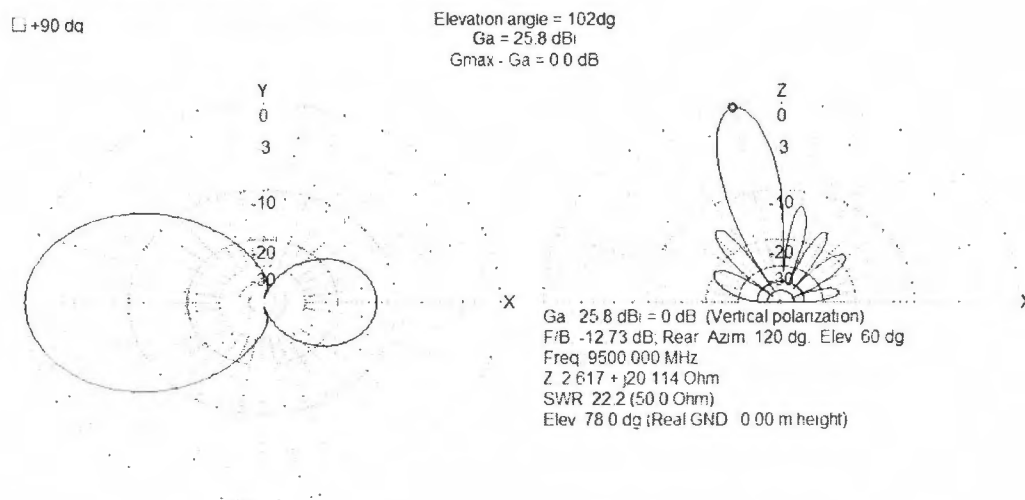 +90 dg
Elevation angle = 102dg
Ga = 25.8 dBi
Gmax - Ga = 0.0 dB
Y
0
3
-10
-20
-30
X
Z
0
3
-10
-20
-30
X
Ga 25.8 dBi = 0 dB (Vertical polarization)
F/B -12.73 dB; Rear Azim 120 dg. Elev 60 dg
Freq 9500.000 MHz
Z 2.617 + j20.114 Ohm
SWR 22.2 (50.0 Ohm)
Elev 78.0 dg (Real GND 0.00 m height)